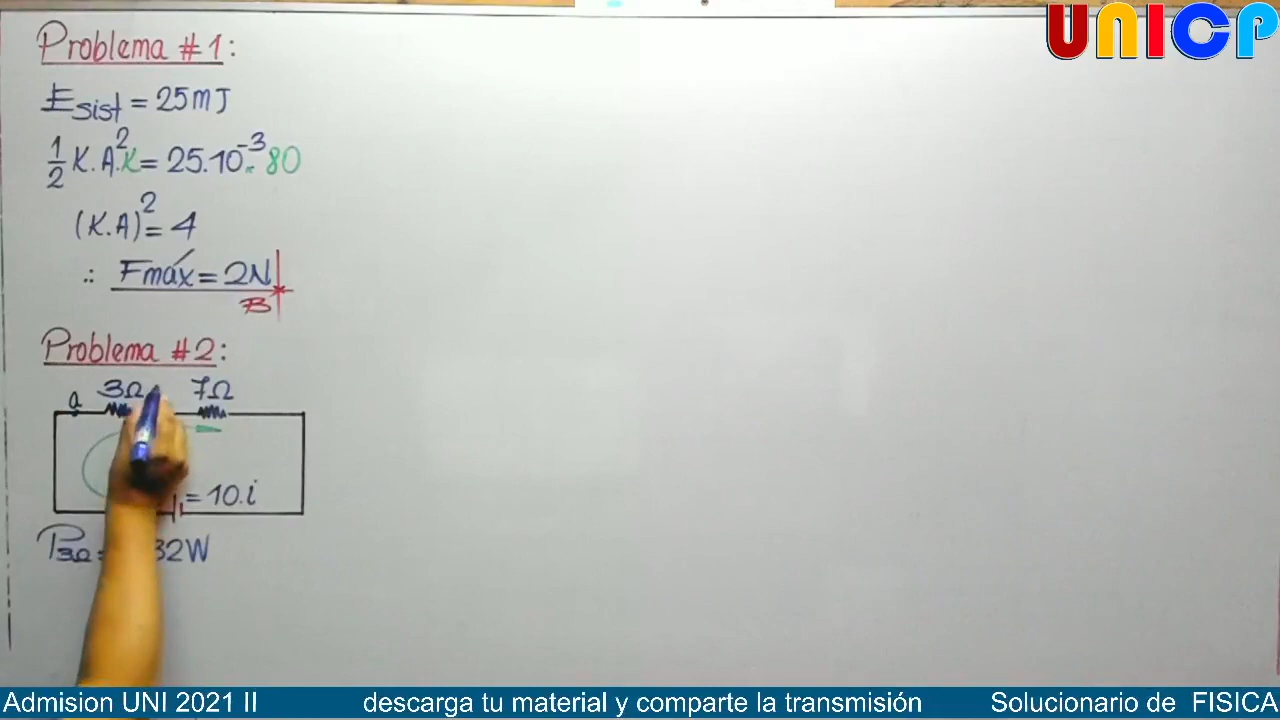 UNICP
Problema #1:
Esist = 25mJ
1/2 K.A².K = 25.10⁻³.80
(K.A)² = 4
∴ Fmáx = 2N
B
Problema #2:
a 3Ω 7Ω
= 10.i
P3Ω = 32W
Admision UNI 2021 II descarga tu material y comparte la transmisión Solucionario de FISICA